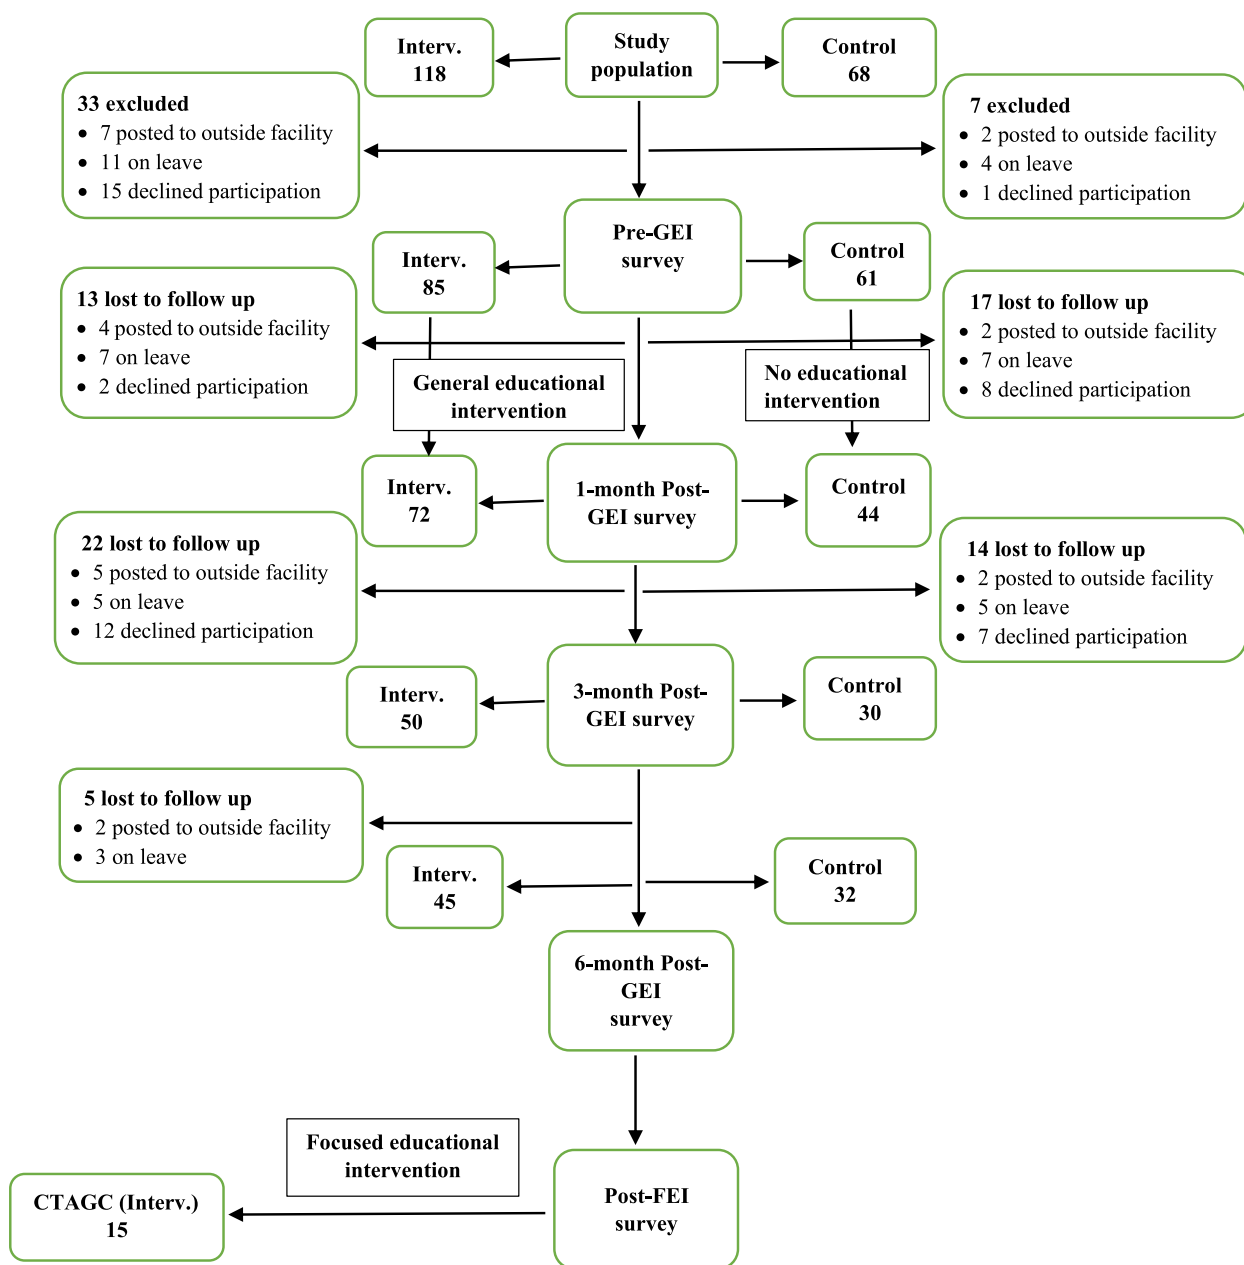 Interv.
118
Study
population
Control
68
33 excluded
• 7 posted to outside facility
• 11 on leave
• 15 declined participation
7 excluded
• 2 posted to outside facility
• 4 on leave
• 1 declined participation
Interv.
85
Pre-GEI
survey
Control
61
13 lost to follow up
• 4 posted to outside facility
• 7 on leave
• 2 declined participation
17 lost to follow up
• 2 posted to outside facility
• 7 on leave
• 8 declined participation
General educational
intervention
No educational
intervention
Interv.
72
1-month Post-
GEI survey
Control
44
22 lost to follow up
• 5 posted to outside facility
• 5 on leave
• 12 declined participation
14 lost to follow up
• 2 posted to outside facility
• 5 on leave
• 7 declined participation
Interv.
50
3-month Post-
GEI survey
Control
30
5 lost to follow up
• 2 posted to outside facility
• 3 on leave
Interv.
45
Control
32
6-month Post-
GEI
survey
Focused educational
intervention
CTAGC (Interv.)
15
Post-FEI
survey